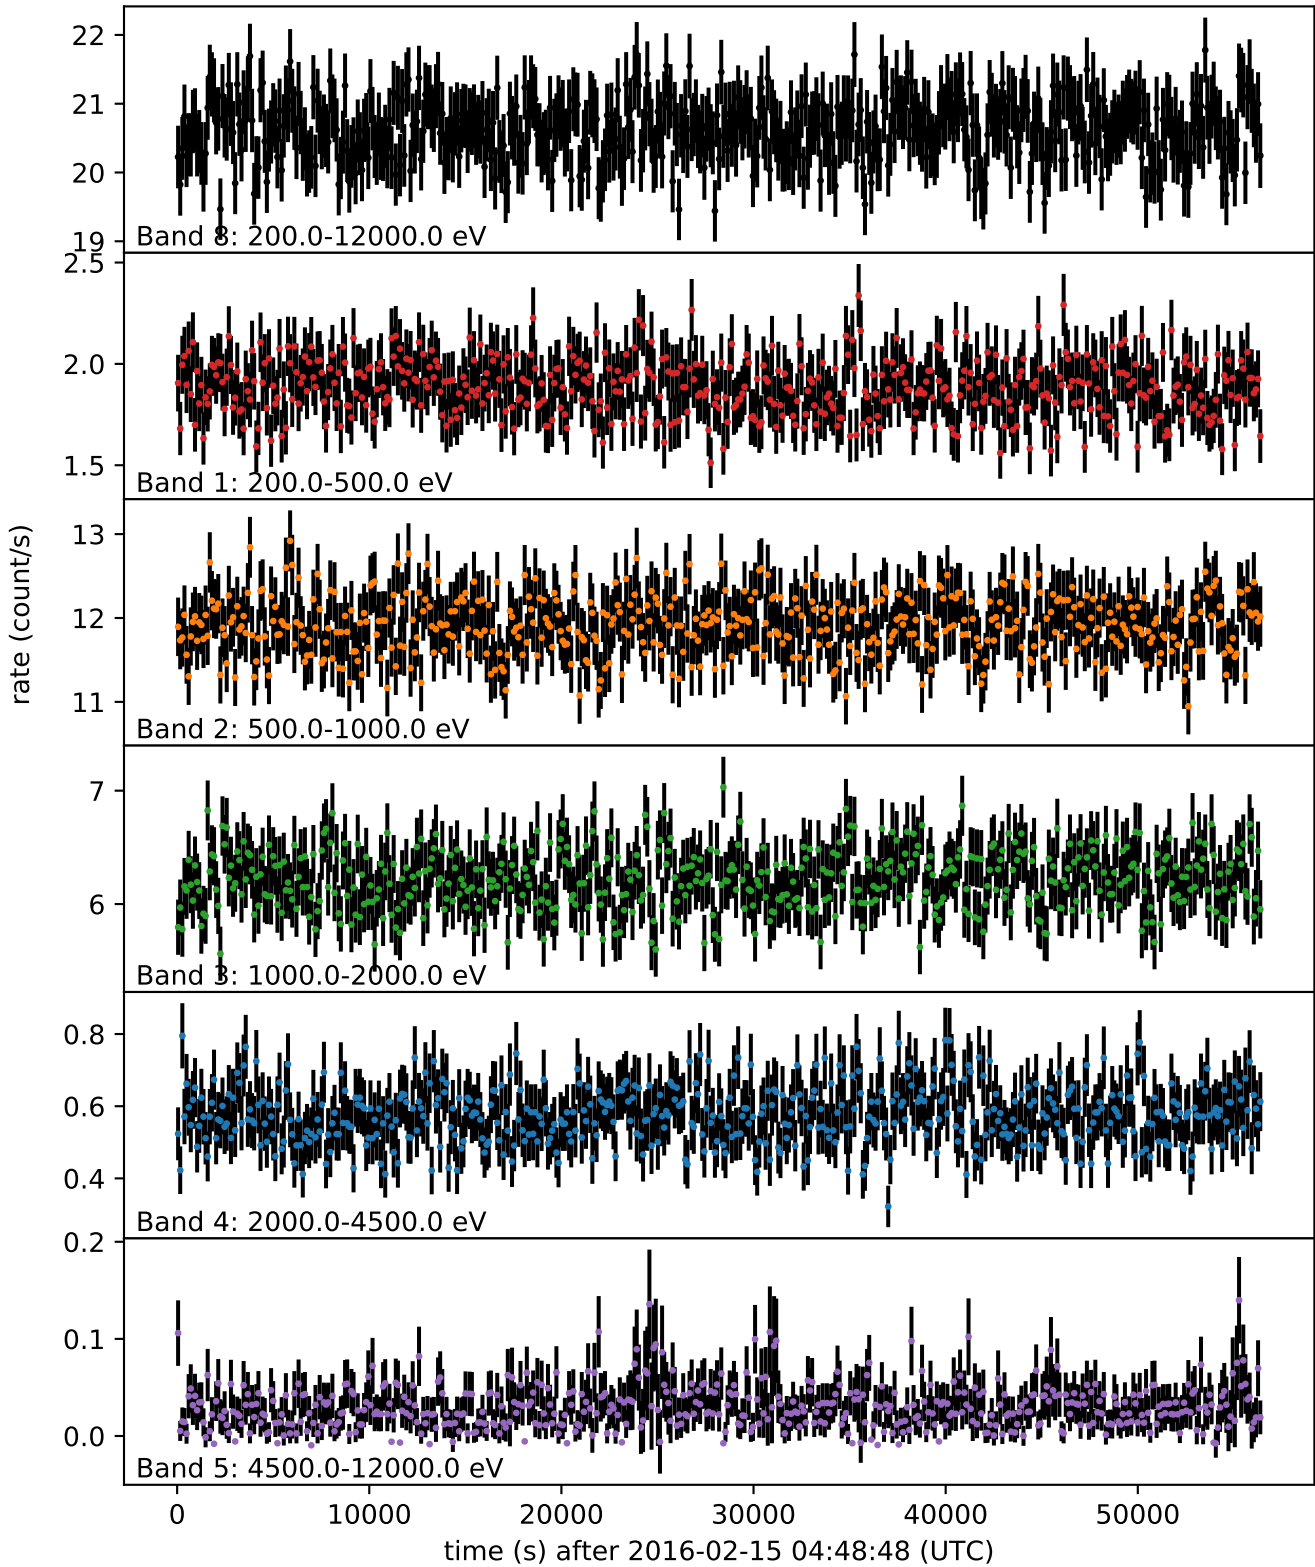 22
21
20
19
Band 8: 200.0-12000.0 eV
2.5
2.0
1.5
Band 1: 200.0-500.0 eV
13
12
11
Band 2: 500.0-1000.0 eV
rate (count/s)
7
6
Band 3: 1000.0-2000.0 eV
0.8
0.6
0.4
Band 4: 2000.0-4500.0 eV
0.2
0.1
0.0
Band 5: 4500.0-12000.0 eV
0 10000 20000 30000 40000 50000
time (s) after 2016-02-15 04:48:48 (UTC)